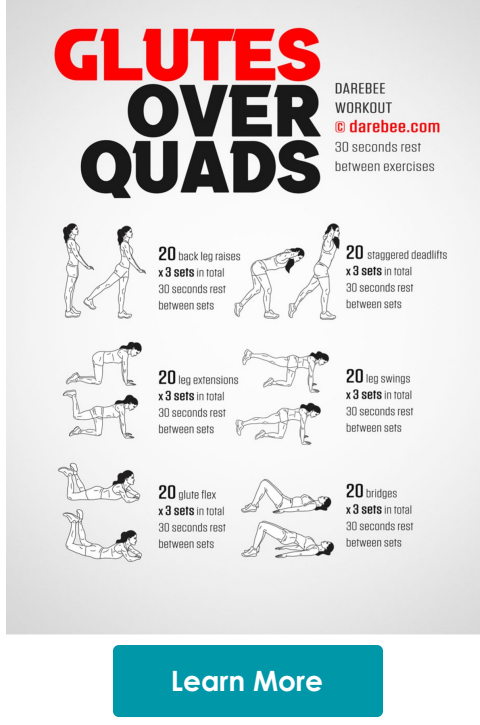 GLUTES
OVER
QUADS
DAREBEE
WORKOUT
© darebee.com
30 seconds rest
between exercises
20 back leg raises
x 3 sets in total
30 seconds rest
between sets
20 staggered deadlifts
x 3 sets in total
30 seconds rest
between sets
20 leg extensions
x 3 sets in total
30 seconds rest
between sets
20 leg swings
x 3 sets in total
30 seconds rest
between sets
20 glute flex
x 3 sets in total
30 seconds rest
between sets
20 bridges
x 3 sets in total
30 seconds rest
between sets
Learn More